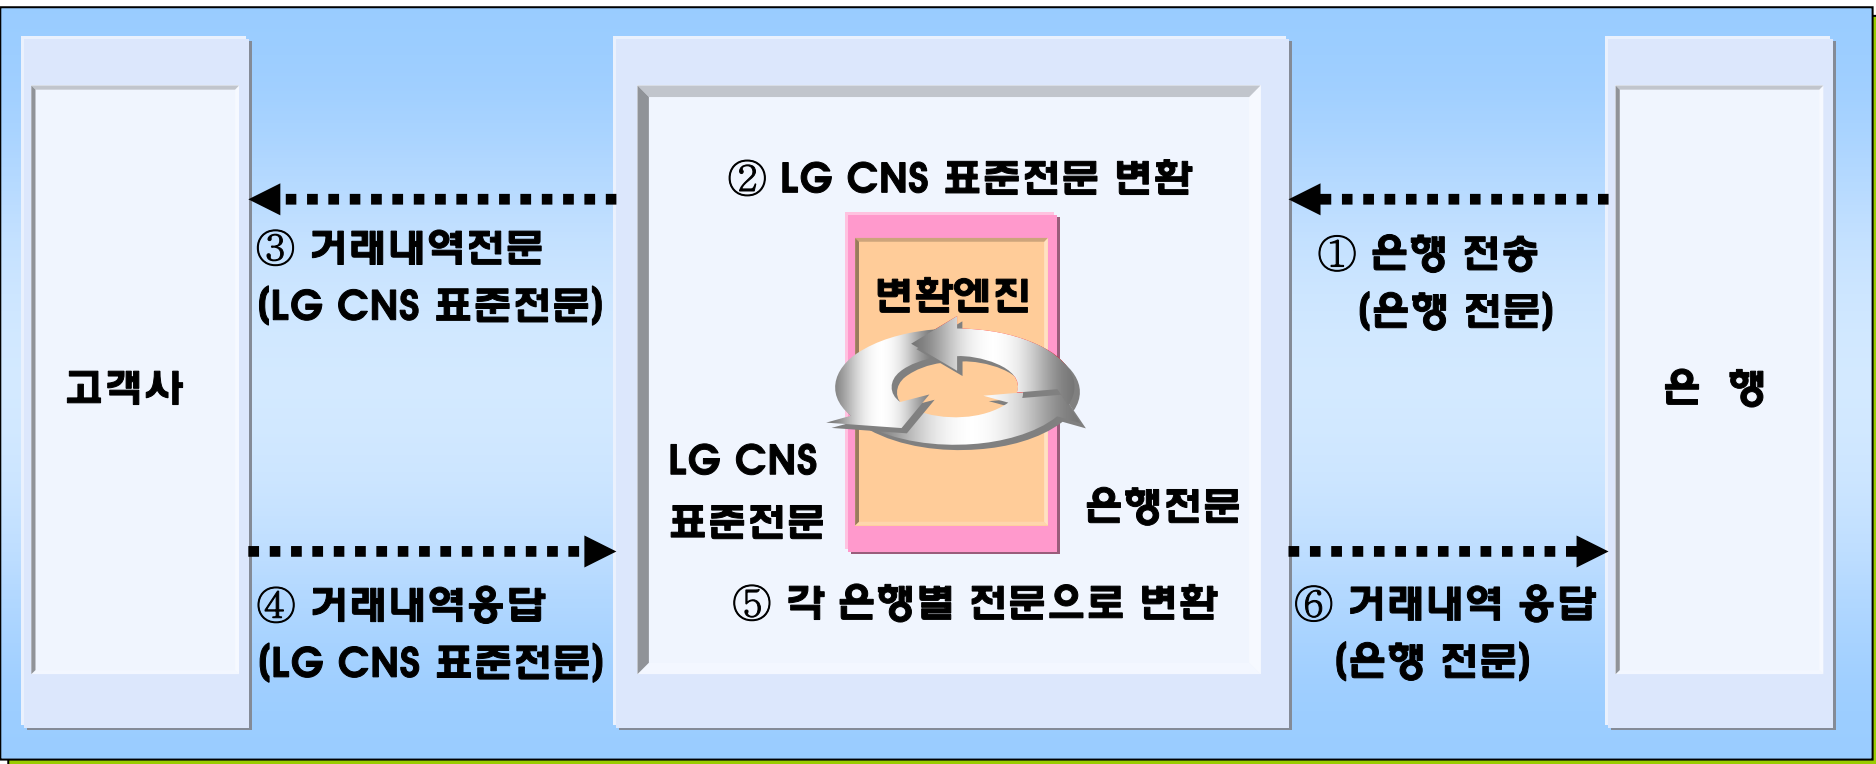 고객사
③ 거래내역전문
(LG CNS 표준전문)
④ 거래내역응답
(LG CNS 표준전문)
② LG CNS 표준전문 변환
변환엔진
LG CNS
표준전문
은행전문
⑤ 각 은행별 전문으로 변환
① 은행 전송
(은행 전문)
⑥ 거래내역 응답
(은행 전문)
은 행